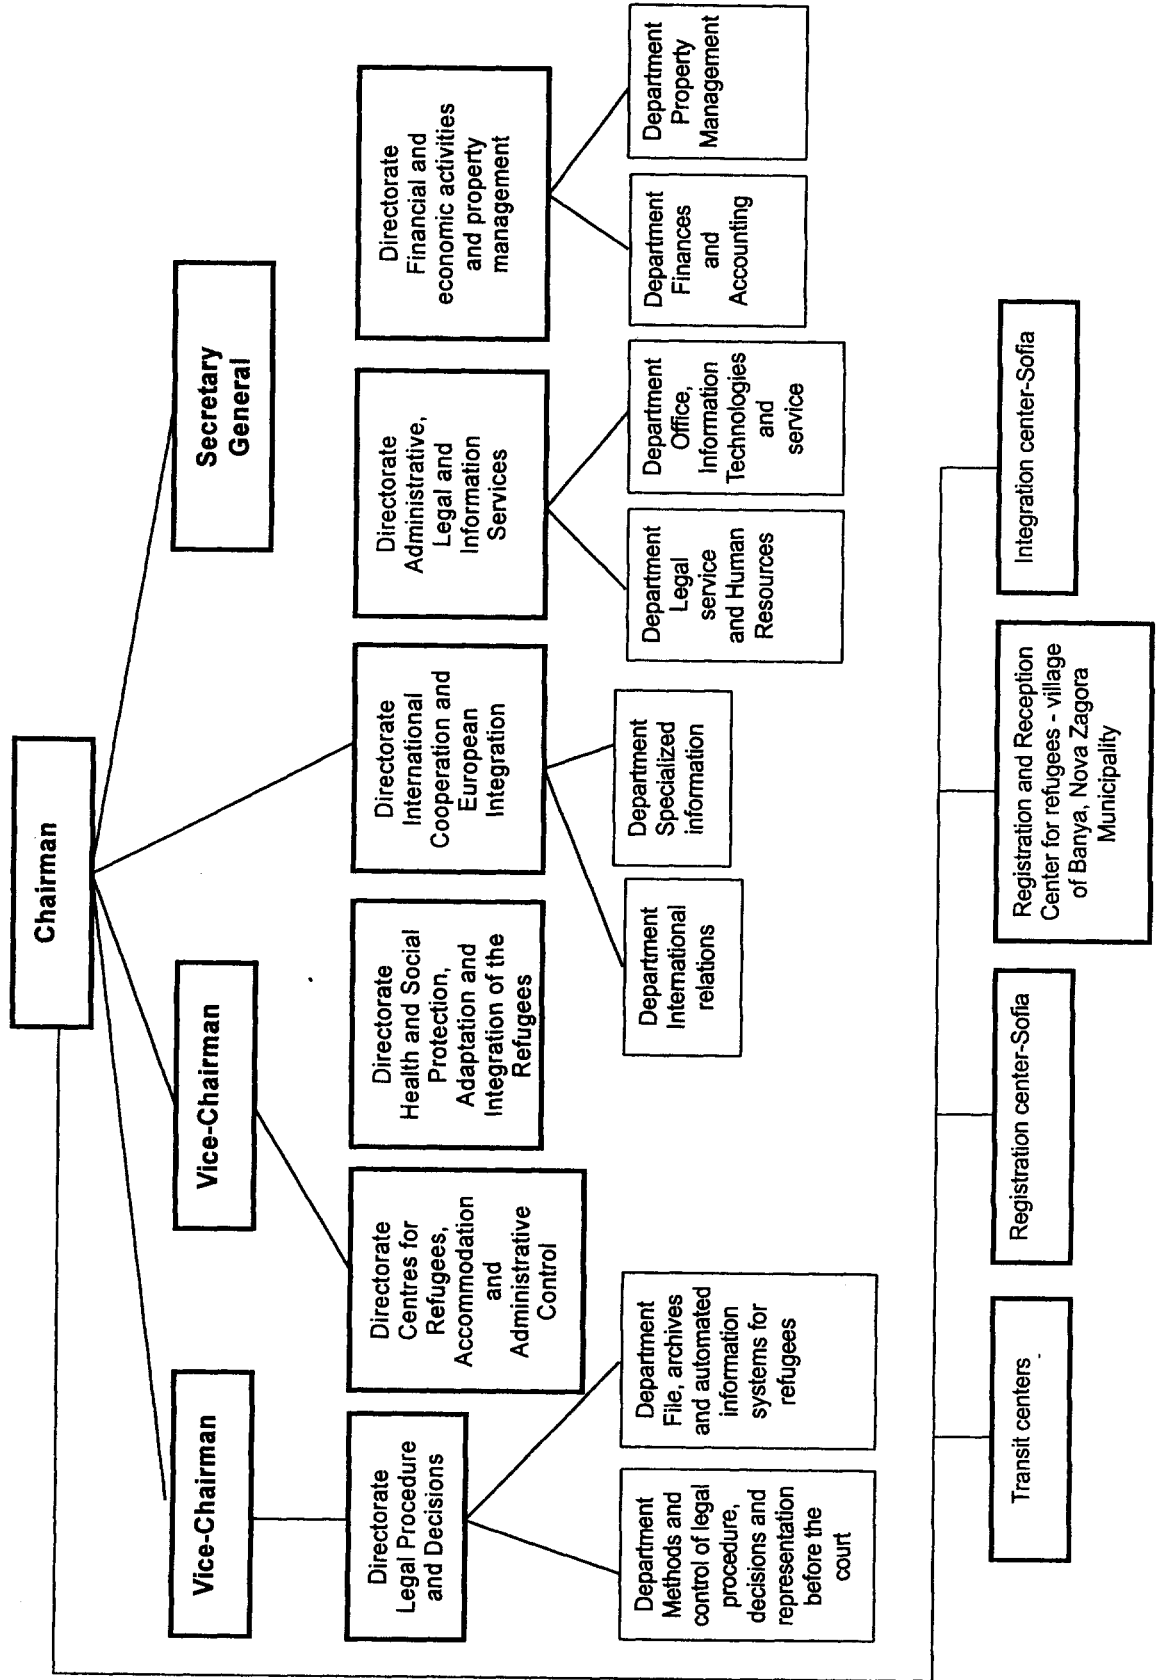 Chairman
Vice-Chairman
Vice-Chairman
Secretary
General
Directorate
Legal Procedure
and Decisions
Directorate
Centres for
Refugees,
Accommodation
and
Administrative
Control
Directorate
Health and Social
Protection,
Adaptation and
Integration of the
Refugees
Directorate
International
Cooperation and
European
Integration
Directorate
Administrative,
Legal and
Information
Services
Directorate
Financial and
economic activities
and property
management
Department
Methods and
control of legal
procedure,
decisions and
representation
before the
court
Department
File, archives
and automated
information
systems for
refugees
Department
International
relations
Department
Specialized
information
Department
Legal
service
and Human
Resources
Department
Office,
Information
Technologies
and
service
Department
Finances
and
Accounting
Department
Property
Management
Transit centers
Registration center-Sofia
Registration and Reception
Center for refugees - village
of Banya, Nova Zagora
Municipality
Integration center-Sofia